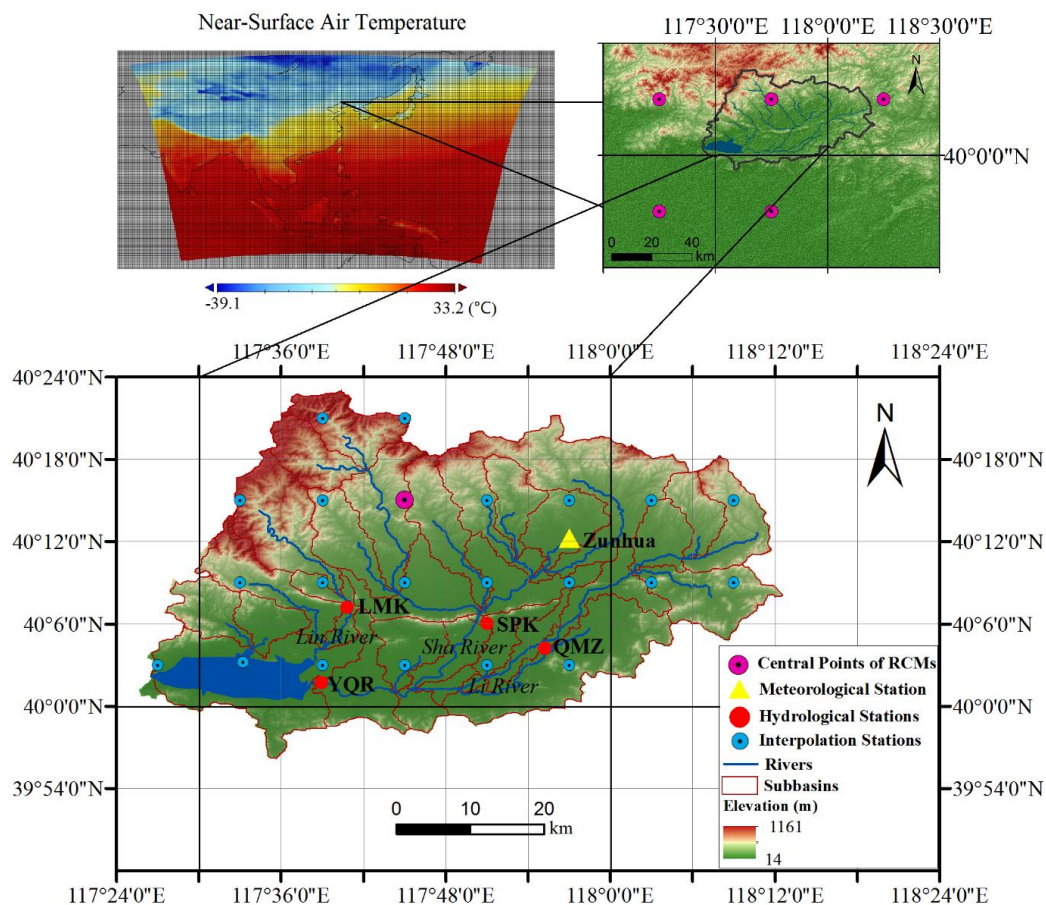 Near-Surface Air Temperature
-39.1
33.2 (°C)
117°30'0"E 118°0'0"E 118°30'0"E
N
40°0'0"N
0 20 40
km
117°36'0"E 117°48'0"E 118°0'0"E 118°12'0"E 118°24'0"E
40°24'0"N 40°24'0"N
N
40°18'0"N 40°18'0"N
40°12'0"N Zunhua 40°12'0"N
LMK
40°6'0"N Lin River Sha River SPK 40°6'0"N
QMZ
YQR Li River
40°0'0"N 40°0'0"N
39°54'0"N 39°54'0"N
Central Points of RCMs
Meteorological Station
Hydrological Stations
Interpolation Stations
Rivers
Subbasins
Elevation (m)
1161
14
0 10 20
km
117°24'0"E 117°36'0"E 117°48'0"E 118°0'0"E 118°12'0"E 118°24'0"E